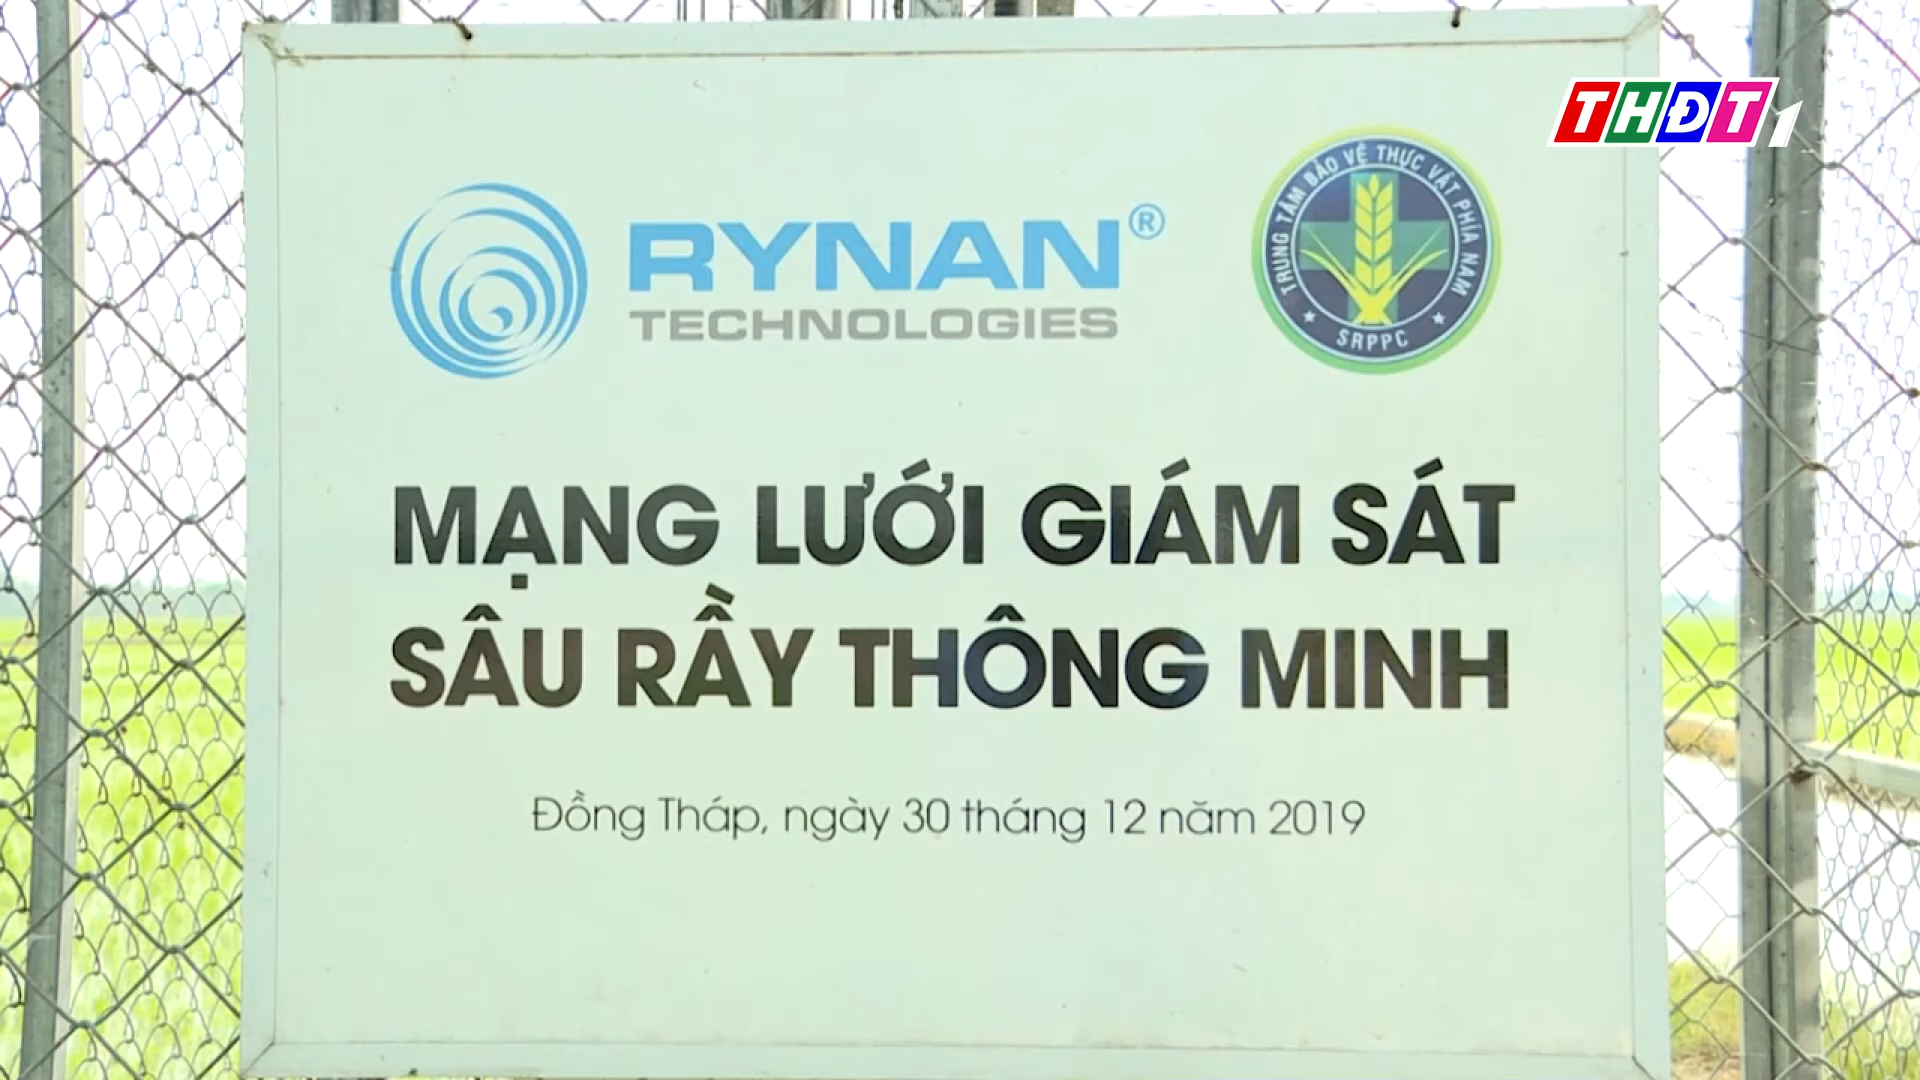 THĐT1
RYNAN®
TECHNOLOGIES
TRUNG TÂM BẢO VỆ THỰC VẬT PHÍA NAM
SRPPC
MẠNG LƯỚI GIÁM SÁT
SÂU RẦY THÔNG MINH
Đồng Tháp, ngày 30 tháng 12 năm 2019